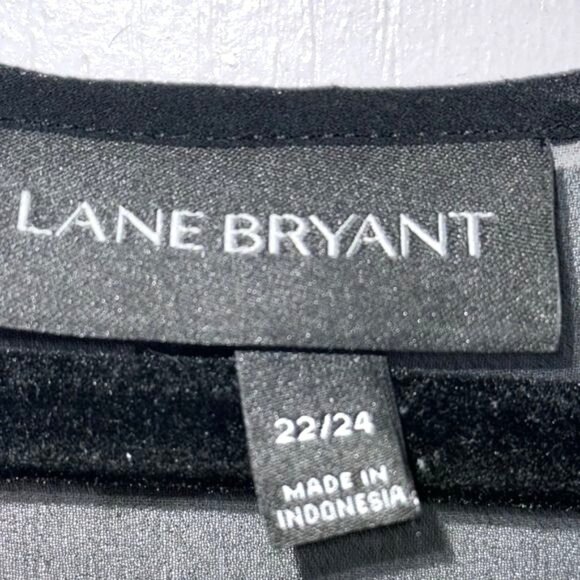 LANE BRYANT
22/24
MADE IN
INDONESIA